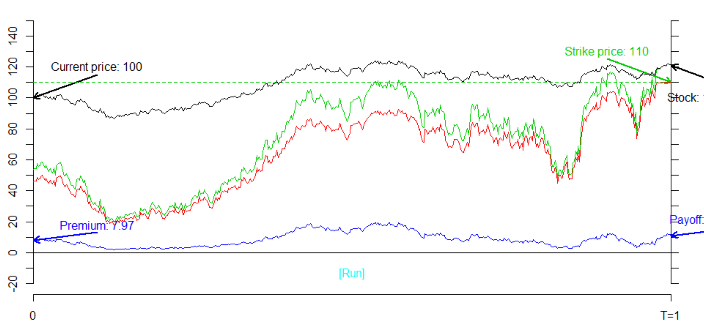 Strike price: 110
Current price: 100
Stock:
Premium: 7.97
Payoff:
[Run]
-20
0
20
40
60
80
100
120
140
0
T=1